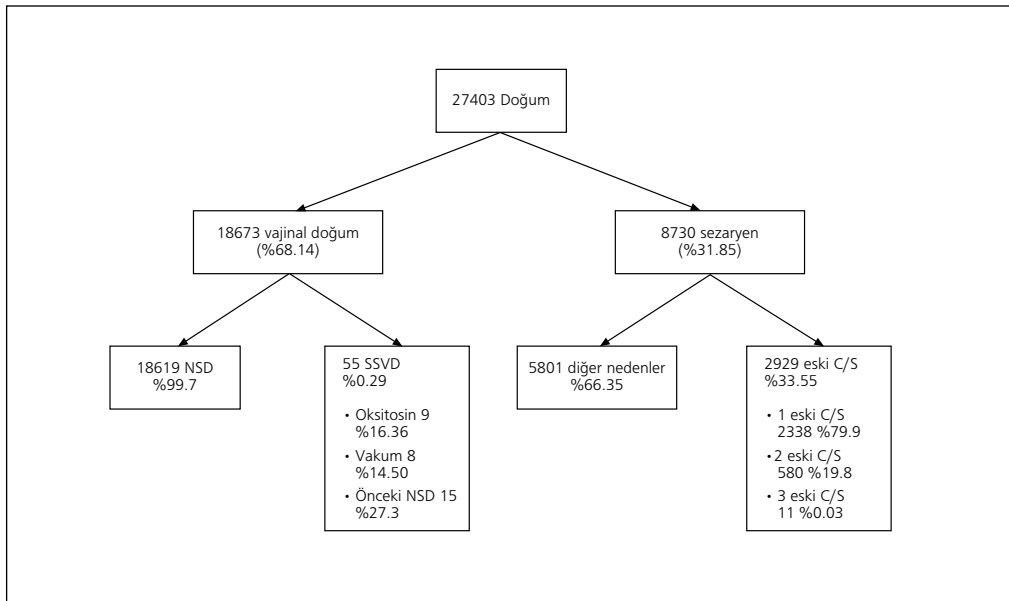 27403 Doğum
18673 vajinal doğum
(%68.14)
8730 sezaryen
(%31.85)
18619 NSD
%99.7
55 SSVD
%0.29
• Oksitosin 9
%16.36
• Vakum 8
%14.50
• Önceki NSD 15
%27.3
5801 diğer nedenler
%66.35
2929 eski C/S
%33.55
• 1 eski C/S
2338 %79.9
• 2 eski C/S
580 %19.8
• 3 eski C/S
11 %0.03